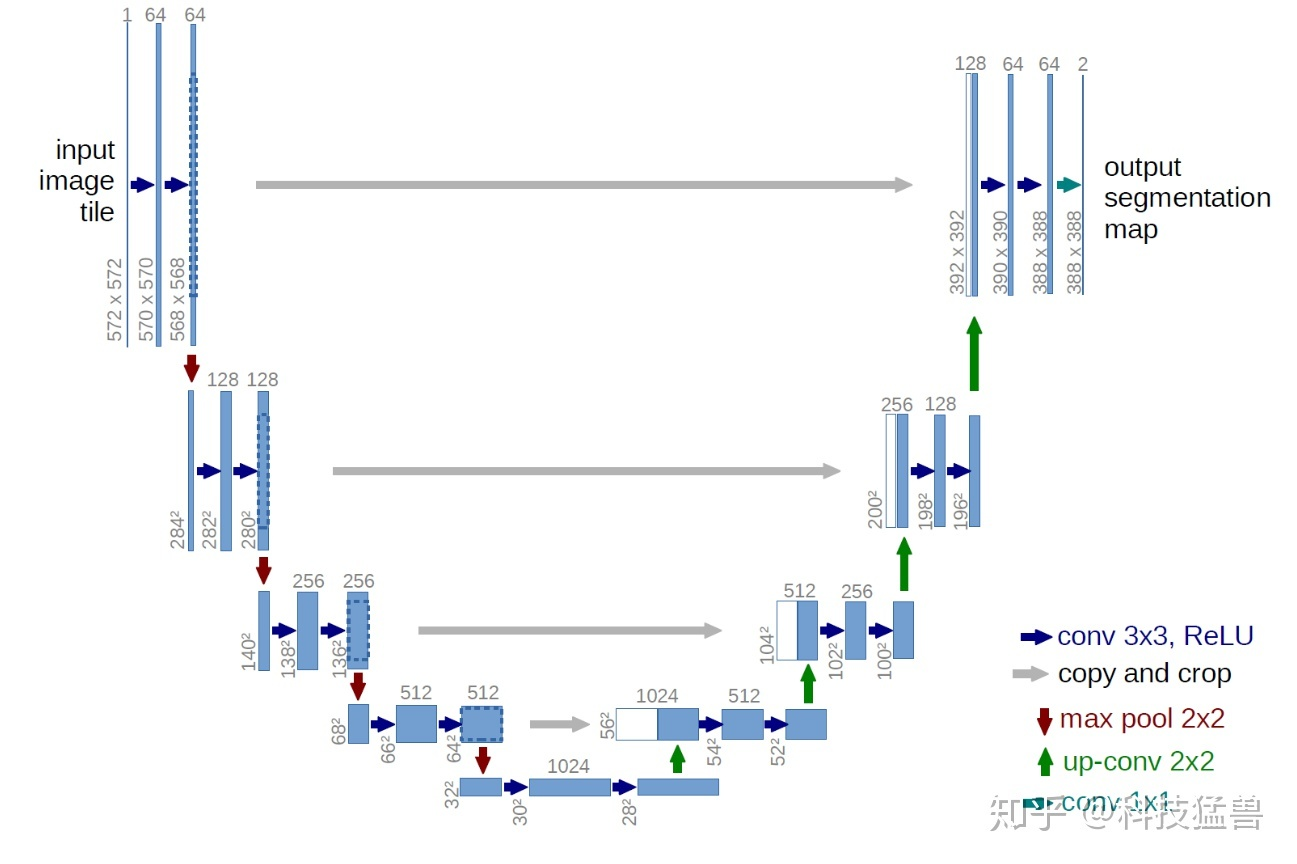 1 64 64
input
image
tile
572 x 572
570 x 570
568 x 568
128 64 64 2
output
segmentation
map
392 x 392
390 x 390
388 x 388
388 x 388
128 128
284²
282²
280²
256 128
200²
198²
196²
256 256
140²
138²
136²
512 256
104²
102²
100²
512 512
68²
66²
64²
1024 512
56²
54²
52²
1024
32²
30²
28²
conv 3x3, ReLU
copy and crop
max pool 2x2
up-conv 2x2
conv 1x1
知乎 @科技猛兽